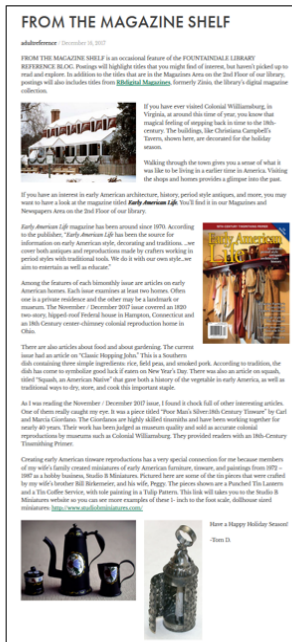 FROM THE MAGAZINE SHELF
adultreference / December 16, 2017
FROM THE MAGAZINE SHELF is an occasional feature of the FOUNTAINDALE LIBRARY
REFERENCE BLOG. Postings will highlight titles that you might find of interest, but haven't picked up to
read and explore. In addition to the titles that are in the Magazines Area on the 2nd Floor of our library,
postings will also includes titles from RBdigital Magazines, formerly Zinio, the library's digital magazine
collection.
If you have ever visited Colonial Williamsburg, in
Virginia, at around this time of year, you know that
magical feeling of stepping back in time to the 18th-
century. The buildings, like Christiana Campbell's
Tavern, shown here, are decorated for the holiday
season.
Walking through the town gives you a sense of what it
was like to be living in a earlier time in America. Visiting
the shops and homes provides a glimpse into the past.
If you have an interest in early American architecture, history, period style antiques, and more, you may
want to have a look at the magazine titled Early American Life. You'll find it in our Magazines and
Newspapers Area on the 2nd Floor of our library.
Early American Life magazine has been around since 1970. According
to the publisher, "Early American Life has been the source for
information on early American style, decorating and traditions. ...we
cover both antiques and reproductions made by crafters working in
period styles with traditional tools. We do it with our own style...we
aim to entertain as well as educate."
Early American
Life
Among the features of each bimonthly issue are articles on early
American homes. Each issue examines at least two homes. Often
one is a private residence and the other may be a landmark or
museum. The November / December 2017 issue covered an 1820
two-story, hipped-roof Federal house in Hampton, Connecticut and
an 18th Century center-chimney colonial reproduction home in
Ohio.
There are also articles about food and about gardening. The current
issue had an article on "Classic Hopping John." This is a Southern
dish containing three simple ingredients: rice, field peas, and smoked pork. According to tradition, the
dish has come to symbolize good luck if eaten on New Year's Day. There was also an article on squash,
titled "Squash, an American Native" that gave both a history of the vegetable in early America, as well as
traditional ways to dry, store, and cook this important staple.
As I was reading the November / December 2017 issue, I found it chock full of other interesting articles.
One of them really caught my eye. It was a piece titled "Poor Man's Silver:18th Century Tinware" by Carl
and Marcia Giordano. The Giordanos are highly skilled tinsmiths and have been working together for
nearly 40 years. Their work has been judged as museum quality and sold as accurate colonial
reproductions by museums such as Colonial Williamsburg. They provided readers with an 18th-Century
Tinsmithing Primer.
Creating early American tinware reproductions has a very special connection for me because members
of my wife's family created miniatures of early American furniture, tinware, and paintings from 1972 –
1987 as a hobby business, Studio B Miniatures. Pictured here are some of the tin pieces that were crafted
by my wife's brother Bill Birkemeier, and his wife, Peggy. The pieces shown are a Punched Tin Lantern
and a Tin Coffee Service, with tole painting in a Tulip Pattern. This link will take you to the Studio B
Miniatures website so you can see more examples of these 1- inch to the foot scale, dollhouse sized
miniatures: http://www.studiobminiatures.com/
Have a Happy Holiday Season!
-Tom D.